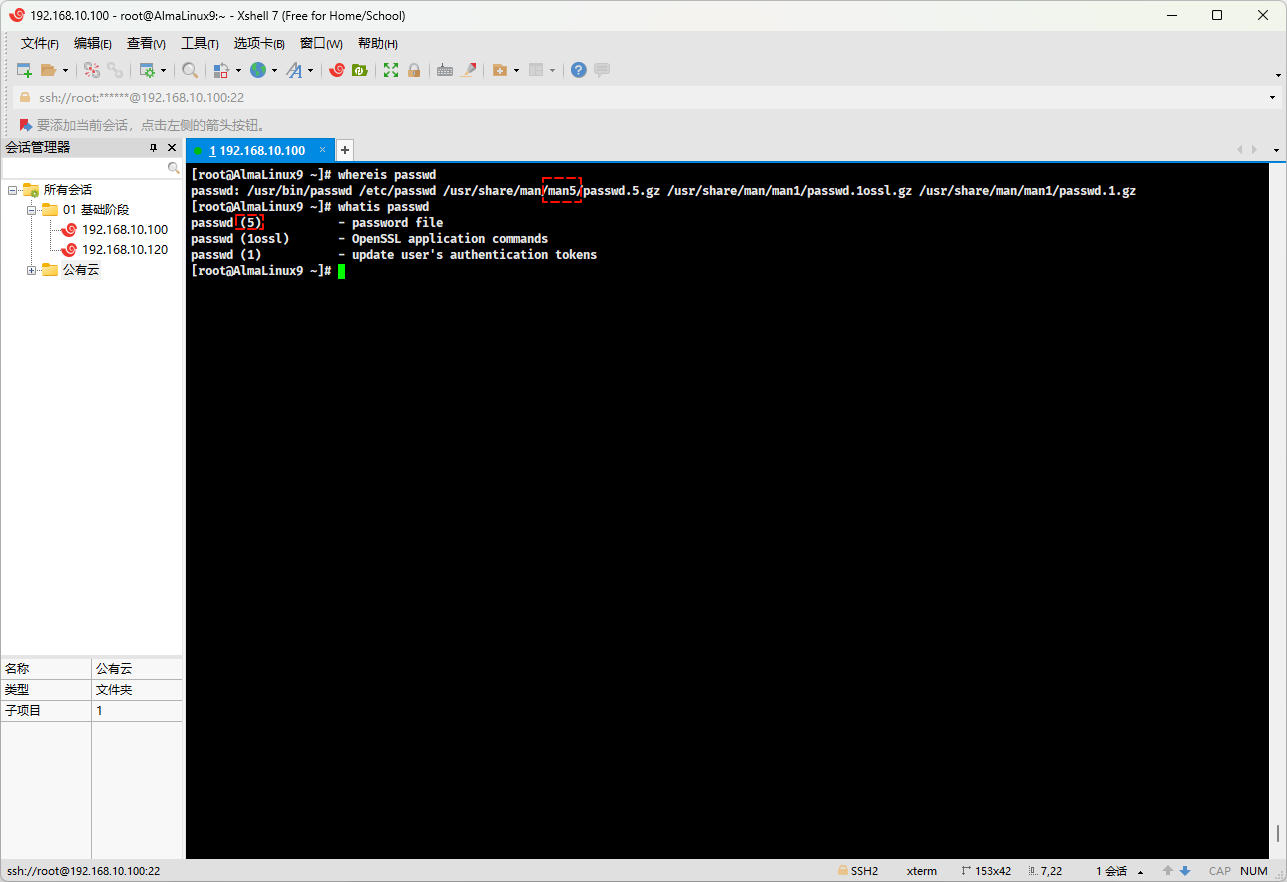 192.168.10.100 - root@AlmaLinux9:~ - Xshell 7 (Free for Home/School)
文件(F) 编辑(E) 查看(V) 工具(T) 选项卡(B) 窗口(W) 帮助(H)
ssh://root:******@192.168.10.100:22
要添加当前会话，点击左侧的箭头按钮。
会话管理器
1 192.168.10.100 × +
所有会话
01 基础阶段
192.168.10.100
192.168.10.120
公有云
[root@AlmaLinux9 ~]# whereis passwd
passwd: /usr/bin/passwd /etc/passwd /usr/share/man/man5/passwd.5.gz /usr/share/man/man1/passwd.1ossl.gz /usr/share/man/man1/passwd.1.gz
[root@AlmaLinux9 ~]# whatis passwd
passwd (5)           - password file
passwd (1ossl)       - OpenSSL application commands
passwd (1)           - update user's authentication tokens
[root@AlmaLinux9 ~]#
名称 公有云
类型 文件夹
子项目 1
ssh://root@192.168.10.100:22 SSH2 xterm 153x42 7,22 1 会话 CAP NUM